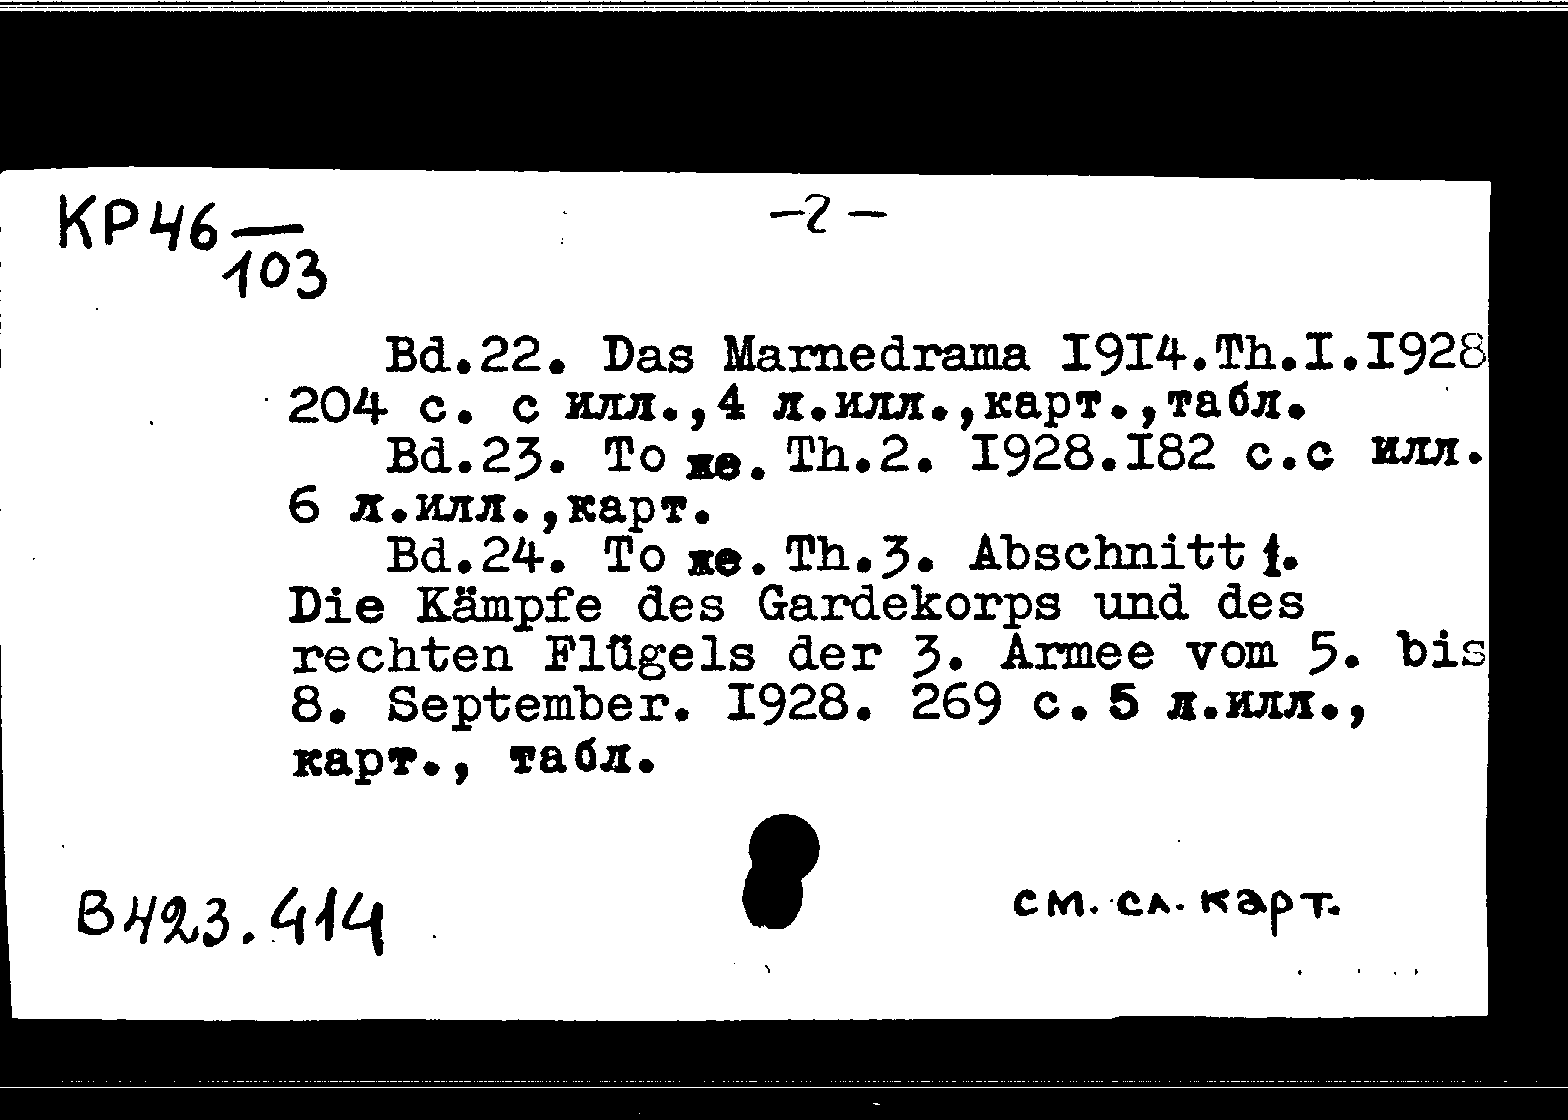 КР46 —
103
-2-
Bd.22. Das Marnedrama I9I4.Th.I.I928
204 с. с илл.,4 л.илл.,карт.,табл.
Bd.23. То же. Th.2. I928.I82 с.с илл.
6 л.илл.,карт.
Bd.24. То же. Th.3. Abschnitt 1.
Die Kämpfe des Gardekorps und des
rechten Flügels der 3. Armee vom 5. bis
8. September. I928. 269 с. 5 л.илл.,
карт., табл.
В423.414
см. сл. карт.